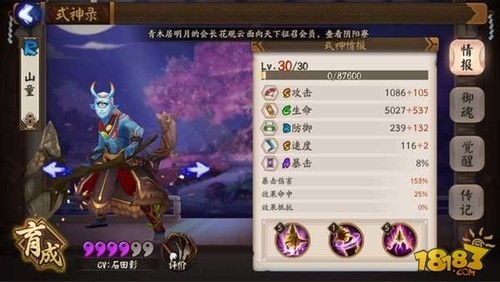 式神录
青木居明月的会长花观云面向天下征召会员，查看阴阳寮
R
山童
式神情报
Lv.30/30
0/87600
攻击 1086+105
生命 5027+537
防御 239+132
速度 116+2
暴击 8%
暴击伤害 153%
效果命中 25%
效果抵抗 0%
5 1 5
育成
999999
CV:石田彰
评价
情报
御魂
觉醒
传记
18183
.com